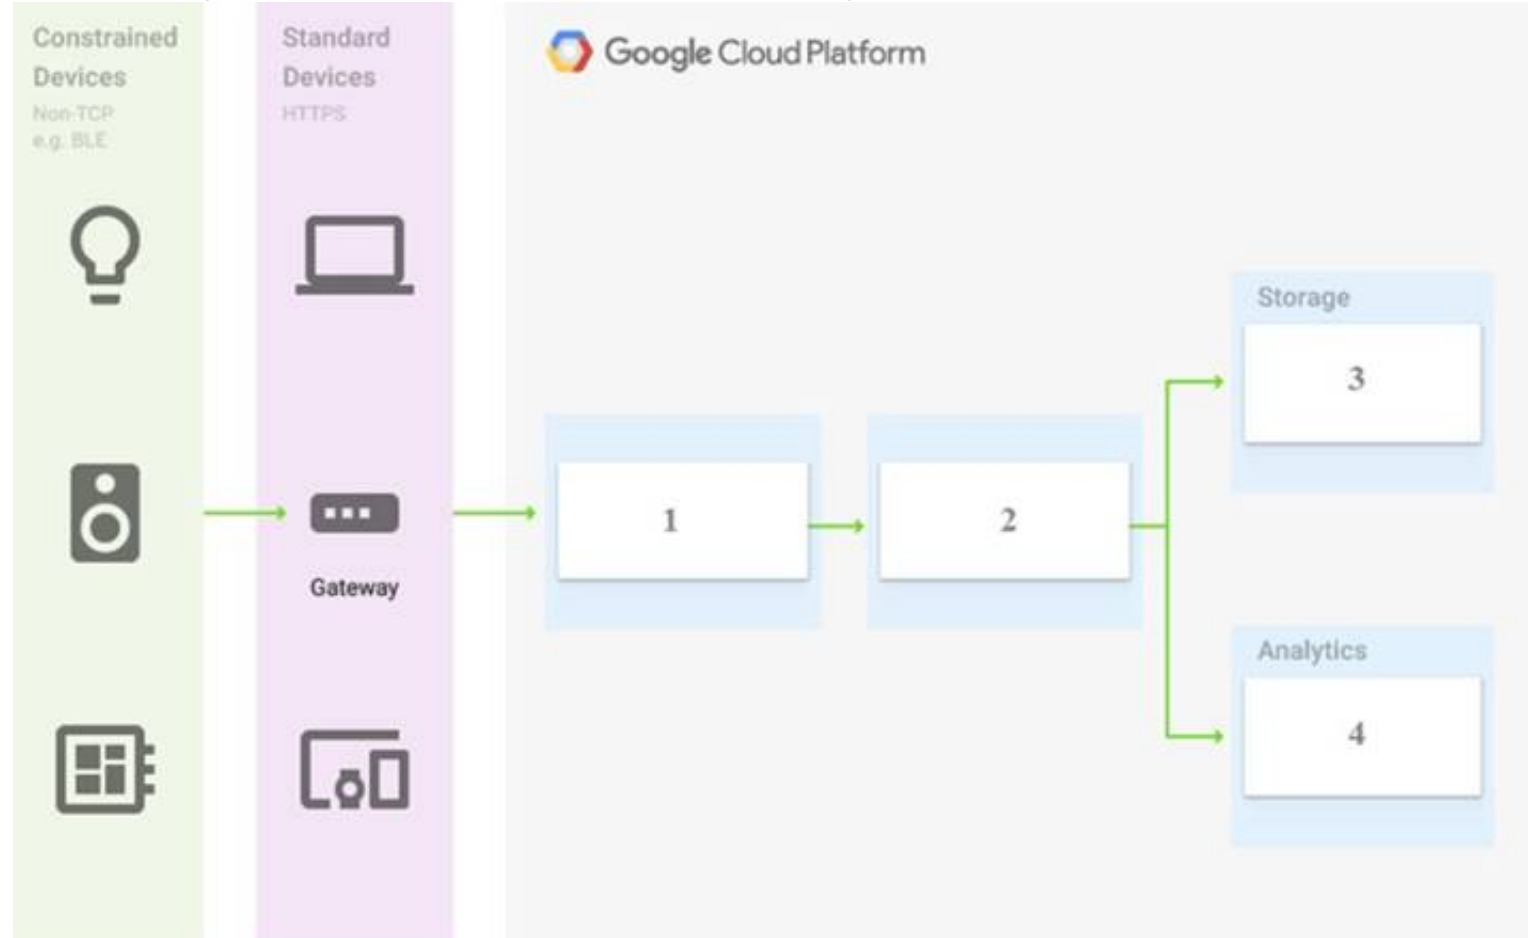 Constrained
Devices
Non-TCP
e.g. BLE
Standard
Devices
HTTPS
Google Cloud Platform
Gateway
1
2
Storage
3
Analytics
4